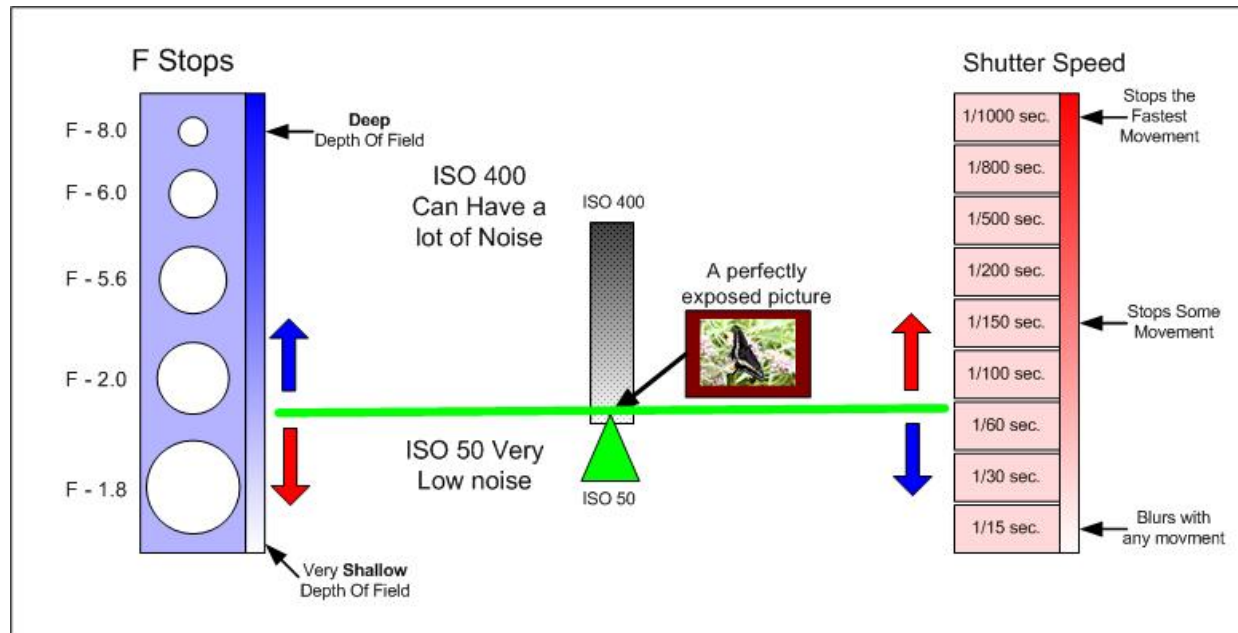 F Stops
F - 8.0
F - 6.0
F - 5.6
F - 2.0
F - 1.8
Deep
Depth Of Field
Very Shallow
Depth Of Field
ISO 400
Can Have a
lot of Noise
ISO 400
A perfectly
exposed picture
ISO 50 Very
Low noise
ISO 50
Shutter Speed
1/1000 sec.
1/800 sec.
1/500 sec.
1/200 sec.
1/150 sec.
1/100 sec.
1/60 sec.
1/30 sec.
1/15 sec.
Stops the
Fastest
Movement
Stops Some
Movement
Blurs with
any movment